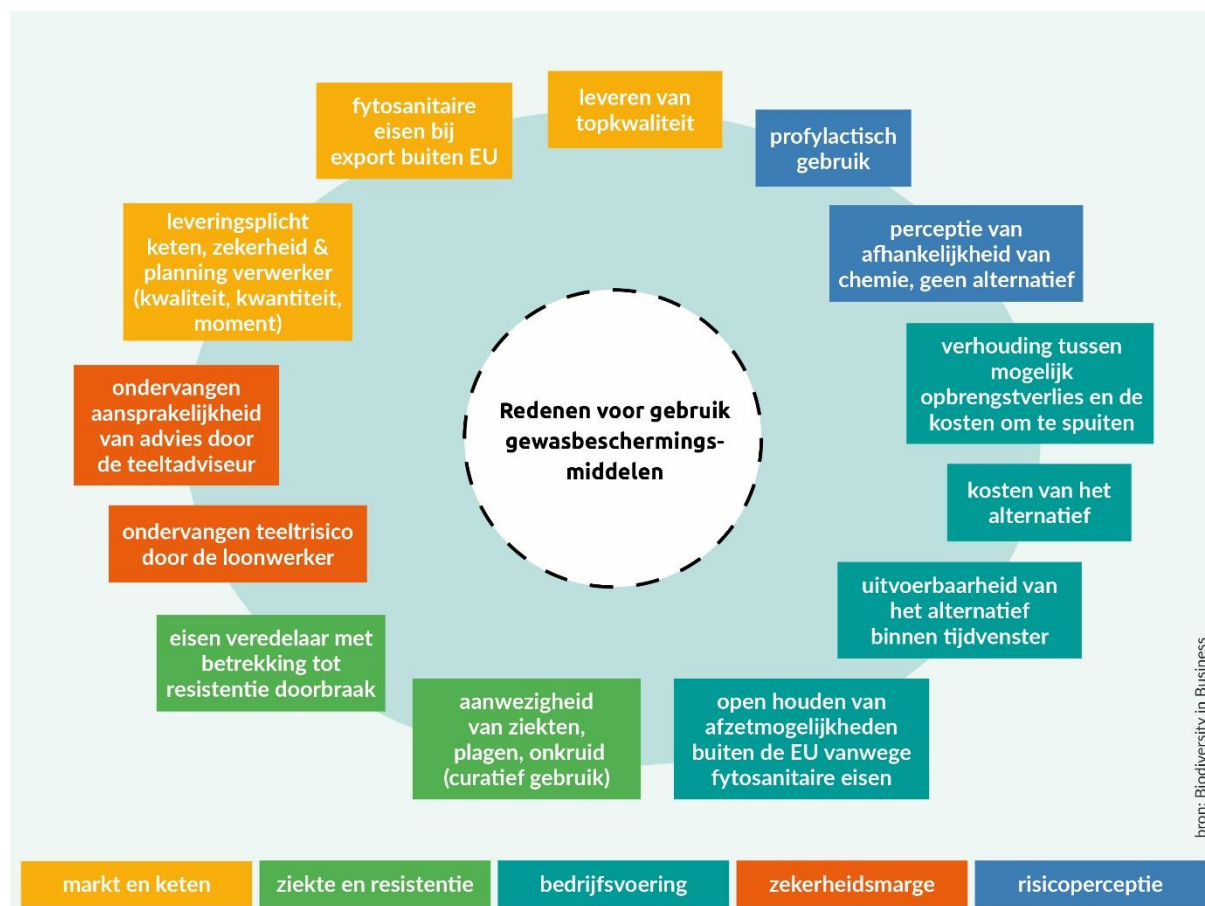 fytosanitaire
eisen bij
export buiten EU
leveren van
topkwaliteit
profylactisch
gebruik
perceptie van
afhankelijkheid van
chemie, geen alternatief
verhouding tussen
mogelijk
opbrengstverlies en de
kosten om te spuiten
kosten van het
alternatief
uitvoerbaarheid van
het alternatief
binnen tijdvenster
open houden van
afzetmogelijkheden
buiten de EU vanwege
fytosanitaire eisen
aanwezigheid
van ziekten,
plagen, onkruid
(curatief gebruik)
eisen veredelaar met
betrekking tot
resistentie doorbraak
ondervangen teeltrisico
door de loonwerker
ondervangen
aansprakelijkheid
van advies door
de teeltadviseur
leveringsplicht
keten, zekerheid &
planning verwerker
(kwaliteit, kwantiteit,
moment)
Redenen voor gebruik
gewasbeschermings-
middelen
bron: Biodiversity in Business
markt en keten
ziekte en resistentie
bedrijfsvoering
zekerheidsmarge
risicoperceptie